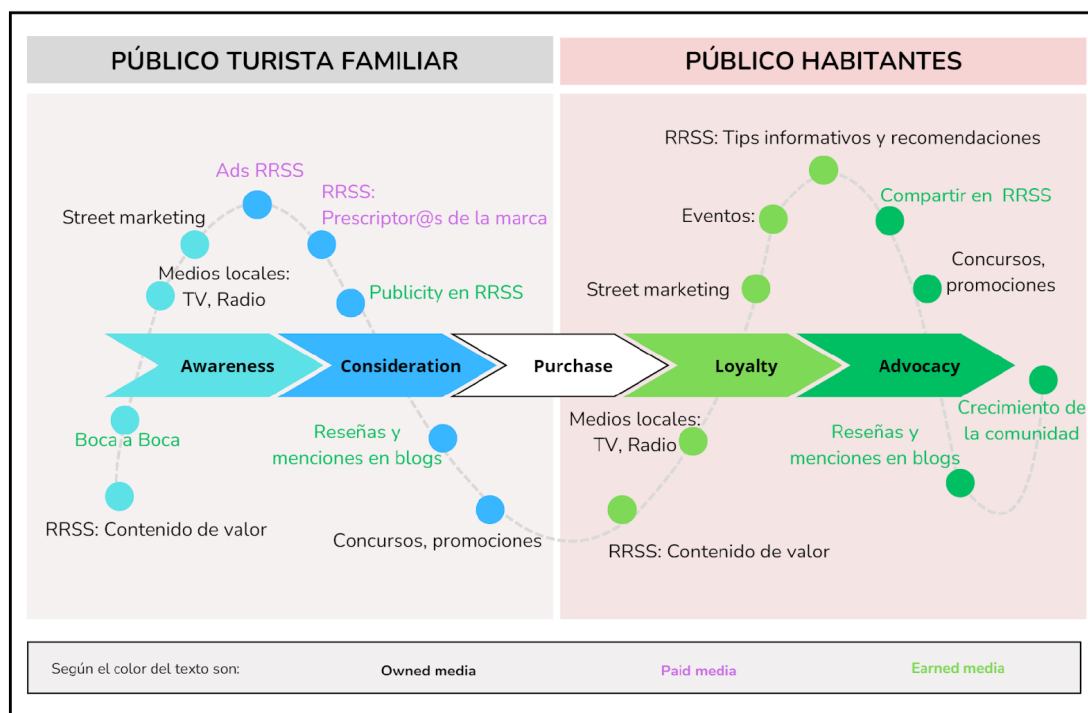 PÚBLICO TURISTA FAMILIAR
PÚBLICO HABITANTES
RRSS: Tips informativos y recomendaciones
Ads RRSS
RRSS:
Prescriptor@s de la marca
Compartir en RRSS
Street marketing
Eventos:
Concursos,
promociones
Medios locales:
TV, Radio
Publicity en RRSS
Street marketing
Awareness
Consideration
Purchase
Loyalty
Advocacy
Boca a Boca
Reseñas y
menciones en blogs
Medios locales:
TV, Radio
Reseñas y
menciones en blogs
Crecimiento de
la comunidad
RRSS: Contenido de valor
Concursos, promociones
RRSS: Contenido de valor
Según el color del texto son:
Owned media
Paid media
Earned media